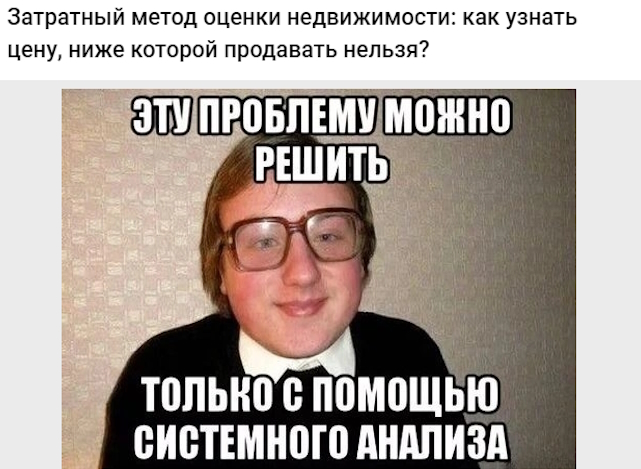 Затратный метод оценки недвижимости: как узнать
цену, ниже которой продавать нельзя?
ЭТУ ПРОБЛЕМУ МОЖНО
РЕШИТЬ
ТОЛЬКО С ПОМОЩЬЮ
СИСТЕМНОГО АНАЛИЗА